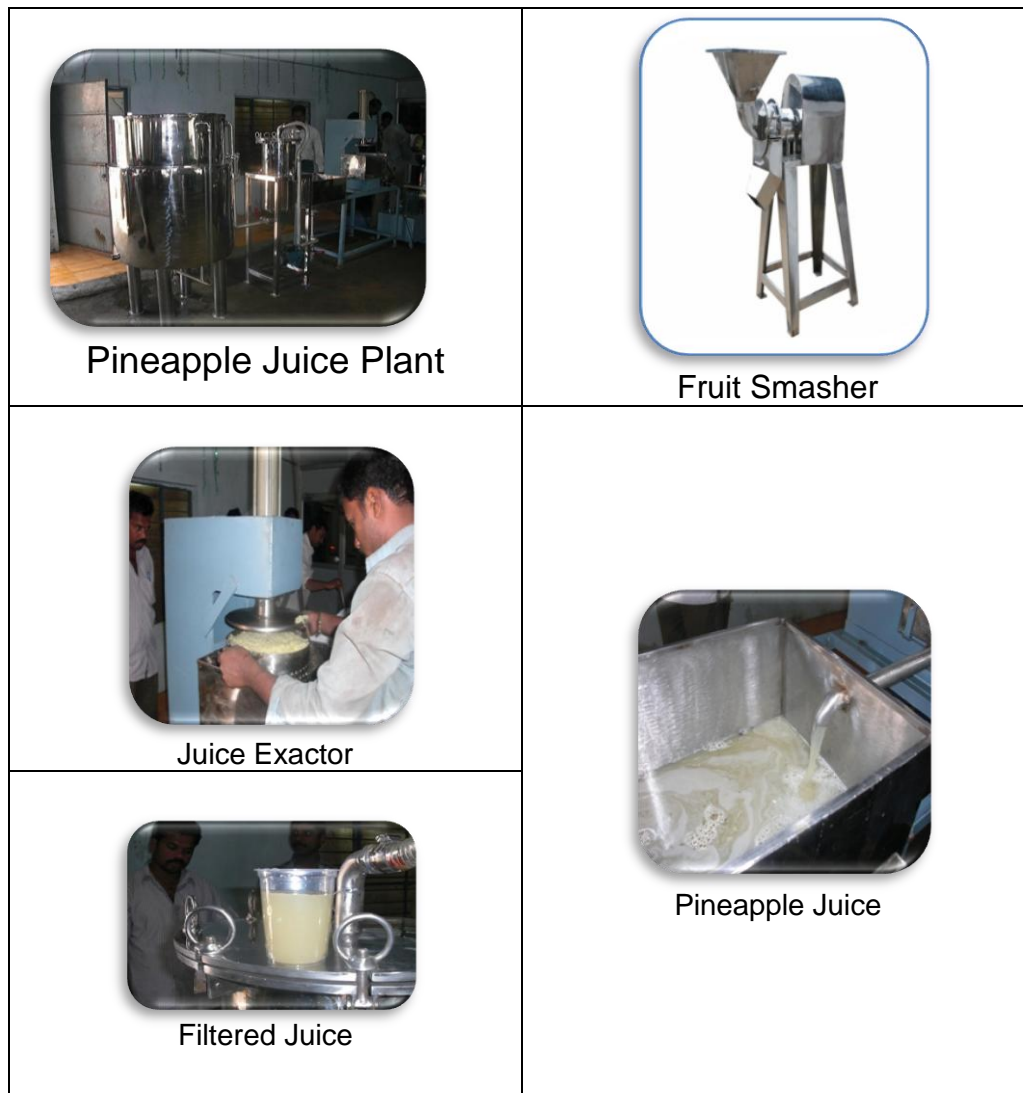 Pineapple Juice Plant
Fruit Smasher
Juice Exactor
Pineapple Juice
Filtered Juice